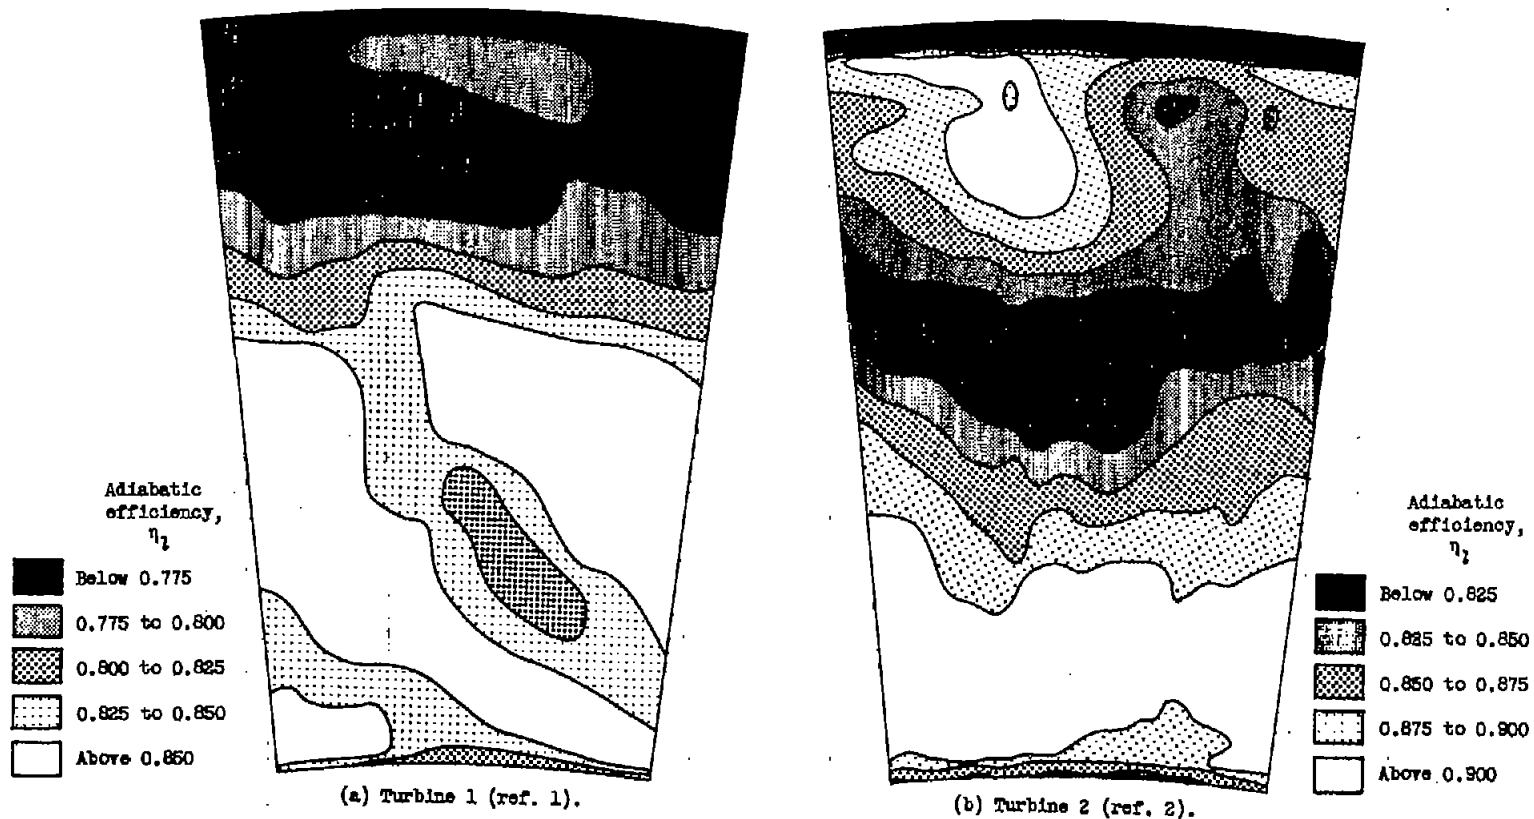 Adiabatic
efficiency,
ηl
Below 0.775
0.775 to 0.800
0.800 to 0.825
0.825 to 0.850
Above 0.850
(a) Turbine 1 (ref. 1).
Adiabatic
efficiency,
ηl
Below 0.825
0.825 to 0.850
0.850 to 0.875
0.875 to 0.900
Above 0.900
(b) Turbine 2 (ref. 2).